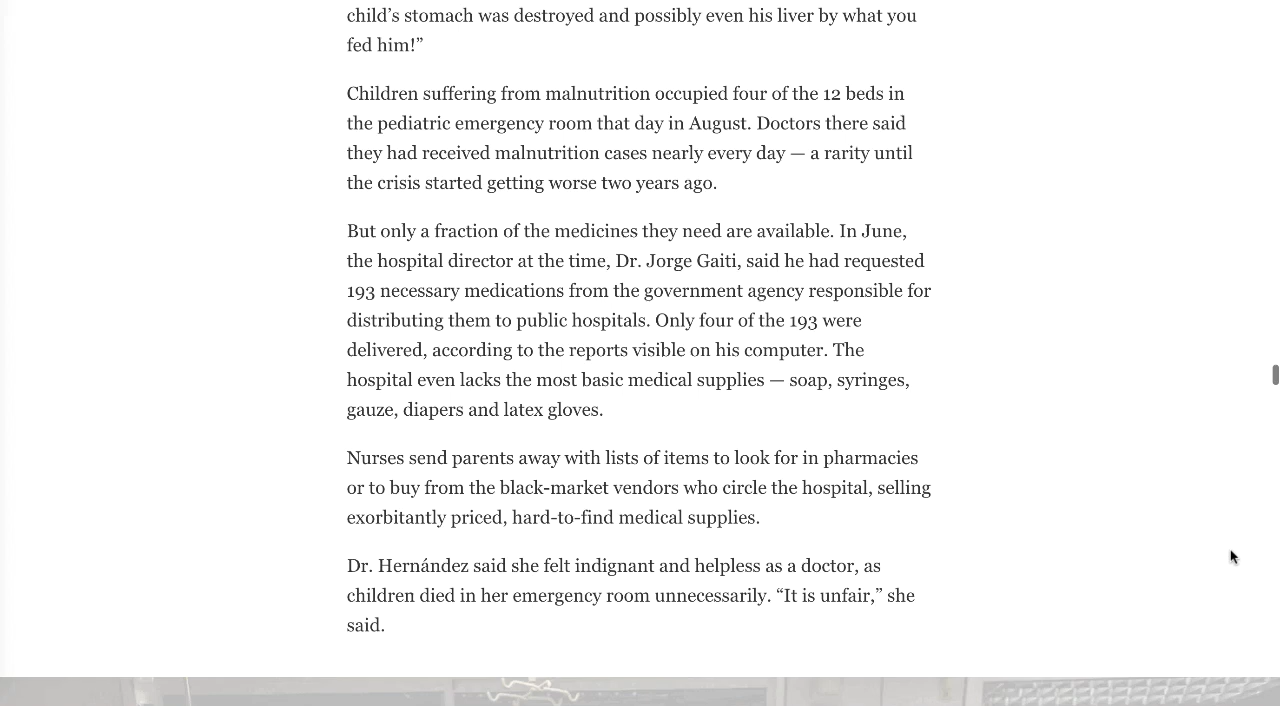 child’s stomach was destroyed and possibly even his liver by what you
fed him!”
Children suffering from malnutrition occupied four of the 12 beds in
the pediatric emergency room that day in August. Doctors there said
they had received malnutrition cases nearly every day — a rarity until
the crisis started getting worse two years ago.
But only a fraction of the medicines they need are available. In June,
the hospital director at the time, Dr. Jorge Gaiti, said he had requested
193 necessary medications from the government agency responsible for
distributing them to public hospitals. Only four of the 193 were
delivered, according to the reports visible on his computer. The
hospital even lacks the most basic medical supplies — soap, syringes,
gauze, diapers and latex gloves.
Nurses send parents away with lists of items to look for in pharmacies
or to buy from the black-market vendors who circle the hospital, selling
exorbitantly priced, hard-to-find medical supplies.
Dr. Hernández said she felt indignant and helpless as a doctor, as
children died in her emergency room unnecessarily. “It is unfair,” she
said.